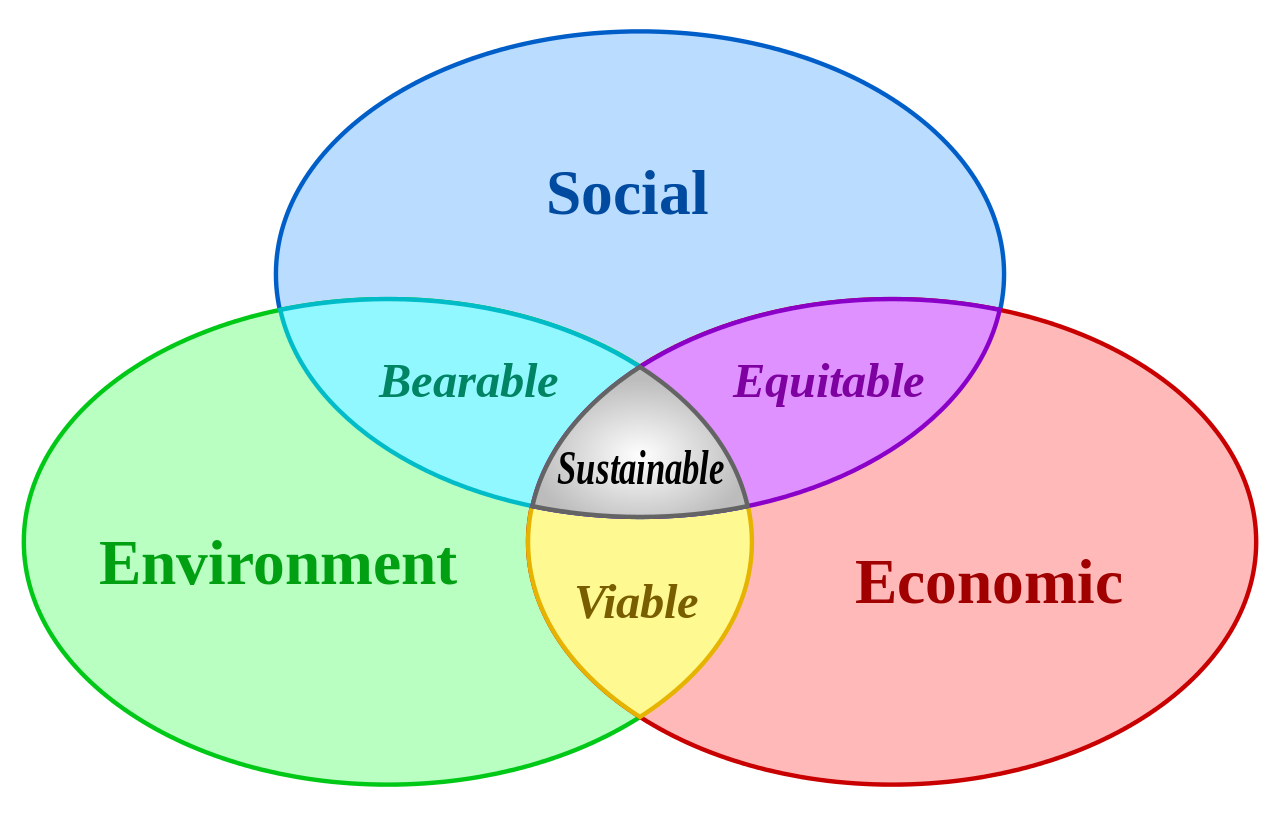 Social
Bearable
Equitable
Sustainable
Environment
Economic
Viable